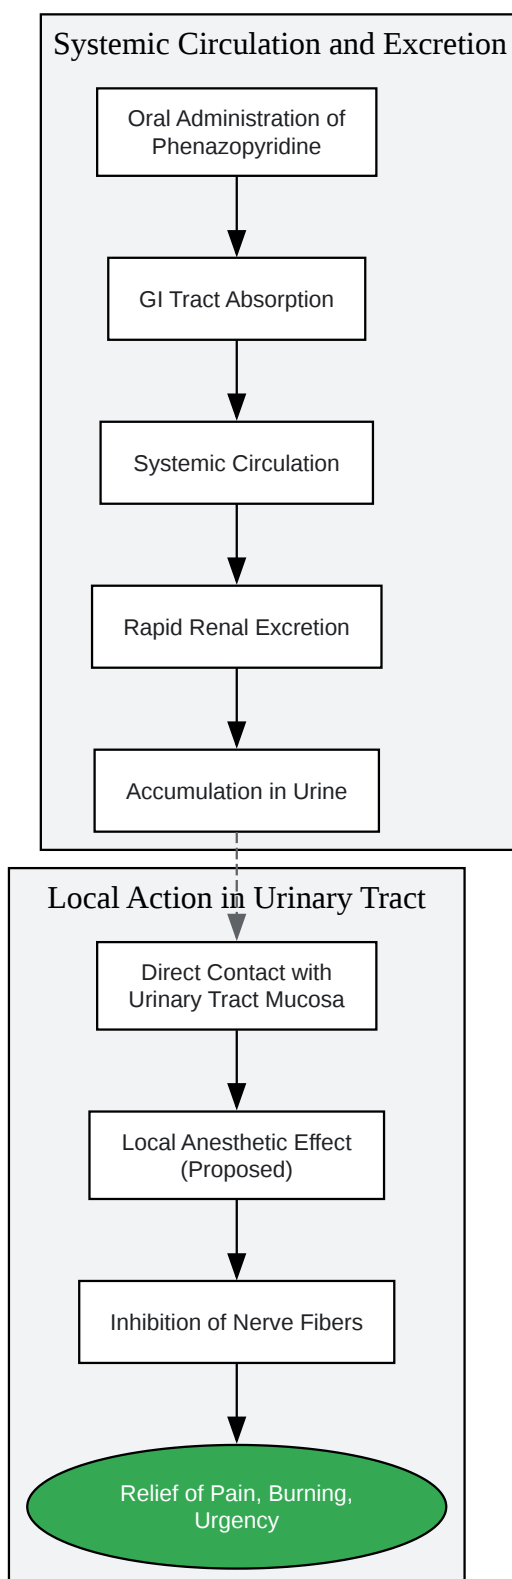 Systemic Circulation and Excretion
Oral Administration of
Phenazopyridine
GI Tract Absorption
Systemic Circulation
Rapid Renal Excretion
Accumulation in Urine
Local Action in Urinary Tract
Direct Contact with
Urinary Tract Mucosa
Local Anesthetic Effect
(Proposed)
Inhibition of Nerve Fibers
Relief of Pain, Burning,
Urgency